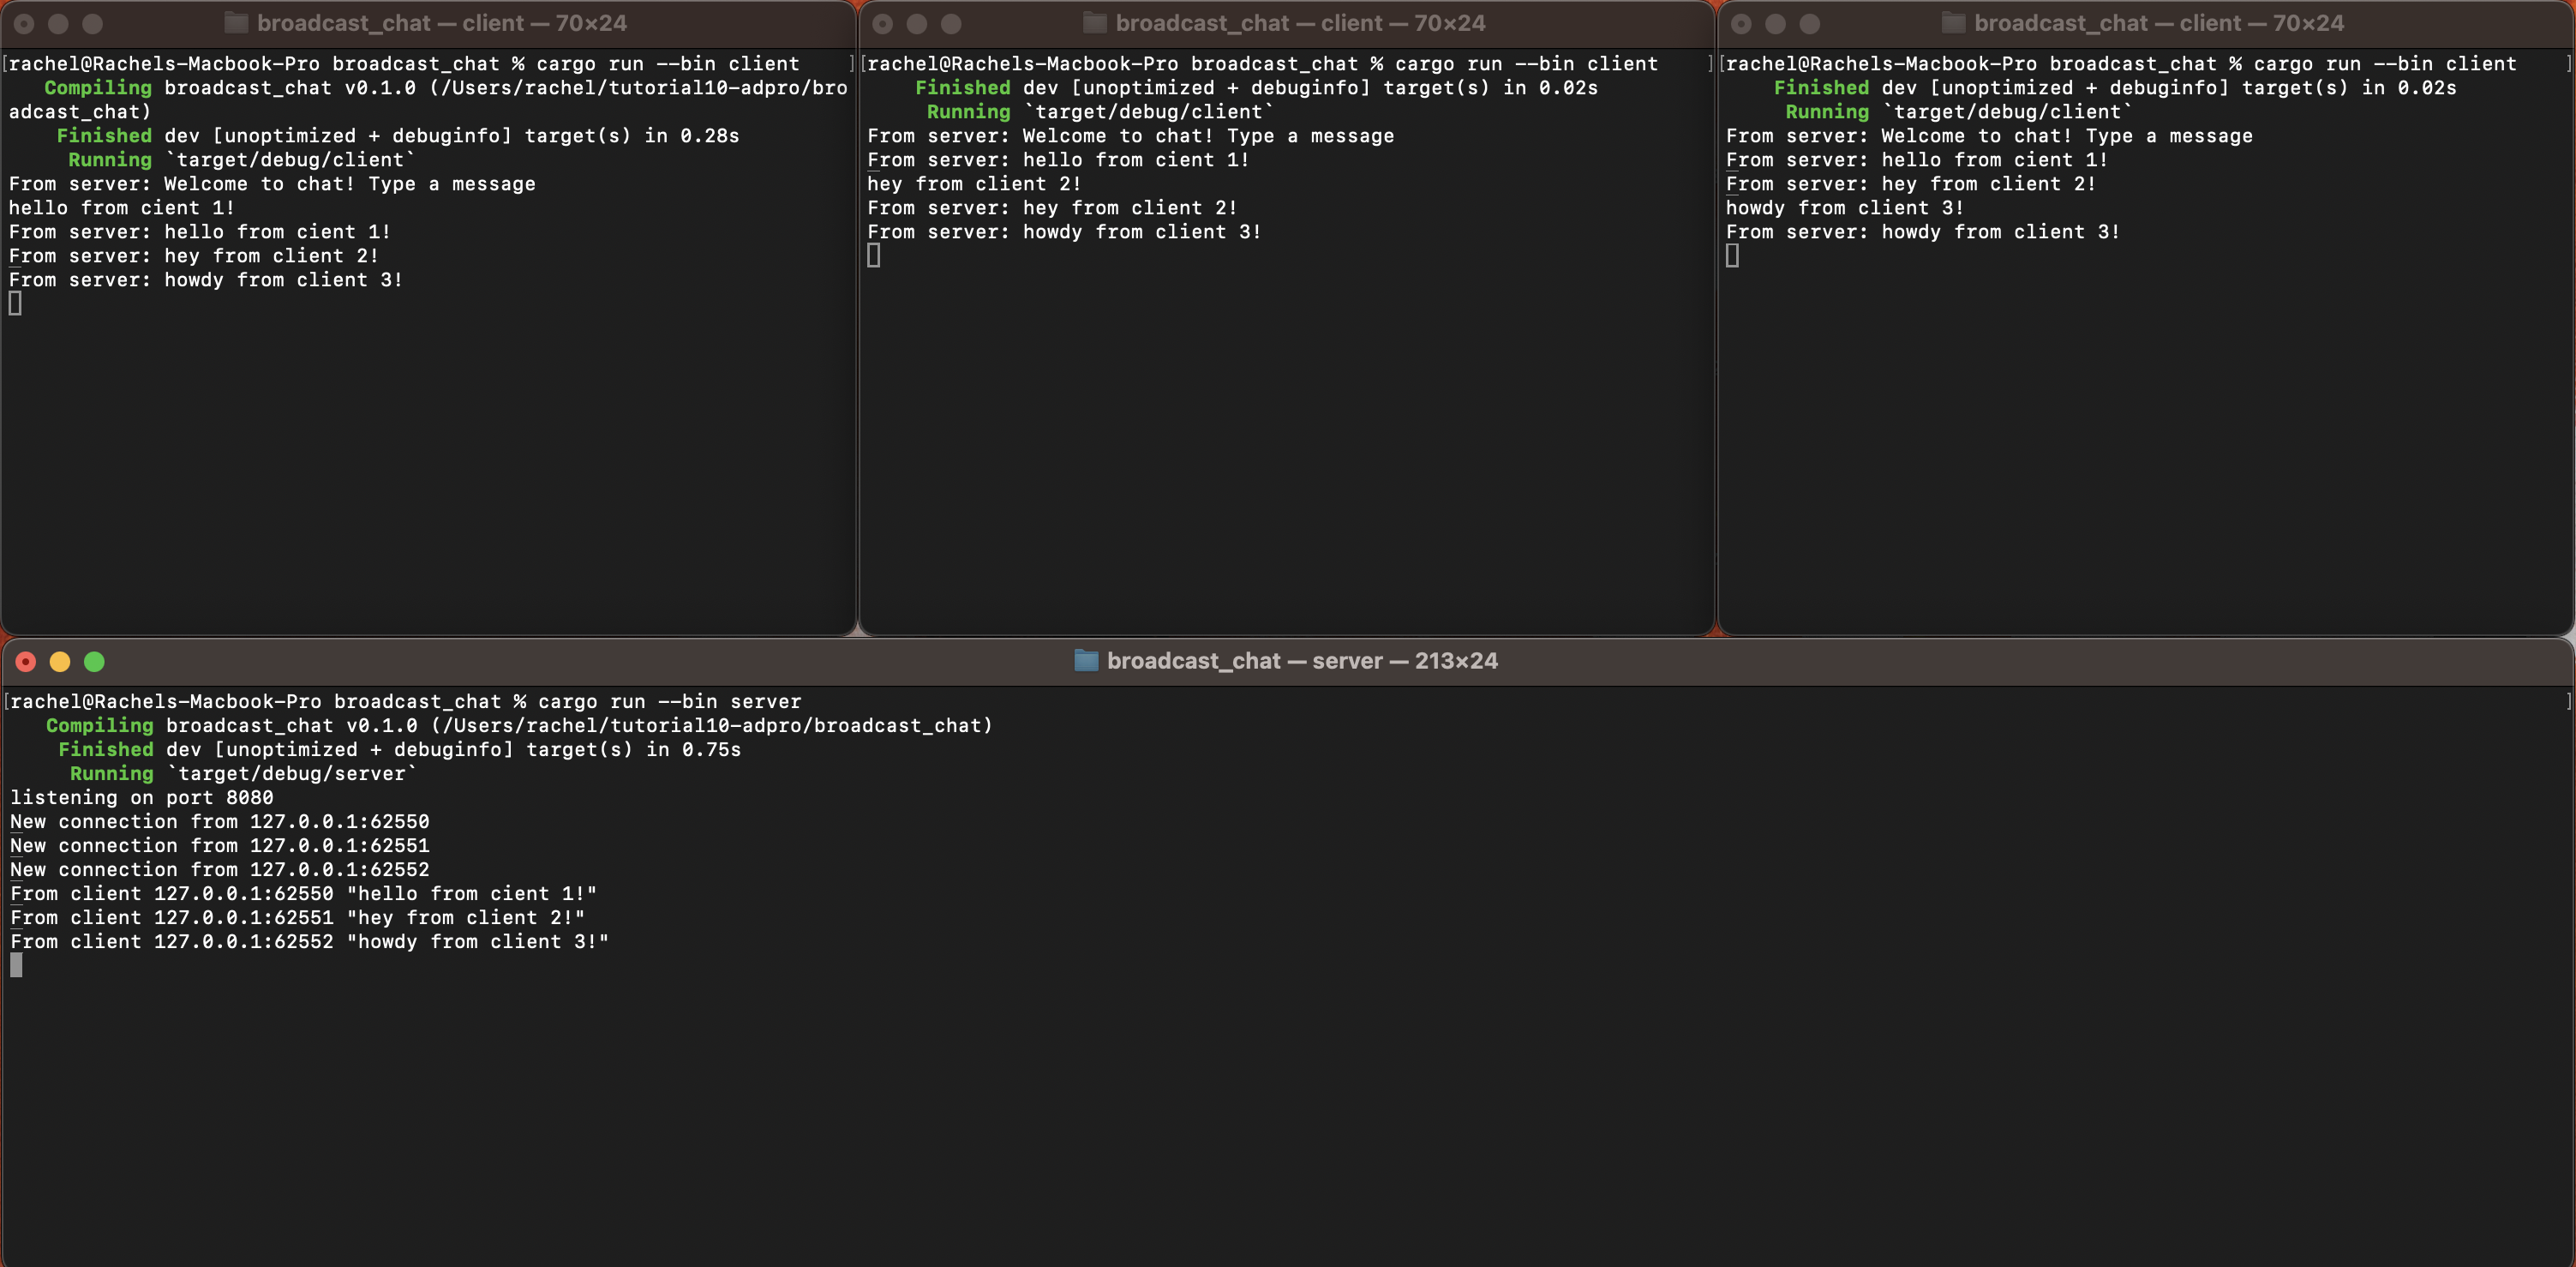 broadcast_chat — client — 70×24
[rachel@Rachels-Macbook-Pro broadcast_chat % cargo run --bin client ]
Compiling broadcast_chat v0.1.0 (/Users/rachel/tutorial10-adpro/bro
adcast_chat)
Finished dev [unoptimized + debuginfo] target(s) in 0.28s
Running `target/debug/client`
From server: Welcome to chat! Type a message
hello from cient 1!
From server: hello from cient 1!
From server: hey from client 2!
From server: howdy from client 3!
broadcast_chat — client — 70×24
[rachel@Rachels-Macbook-Pro broadcast_chat % cargo run --bin client ]
Finished dev [unoptimized + debuginfo] target(s) in 0.02s
Running `target/debug/client`
From server: Welcome to chat! Type a message
From server: hello from cient 1!
hey from client 2!
From server: hey from client 2!
From server: howdy from client 3!
broadcast_chat — client — 70×24
[rachel@Rachels-Macbook-Pro broadcast_chat % cargo run --bin client ]
Finished dev [unoptimized + debuginfo] target(s) in 0.02s
Running `target/debug/client`
From server: Welcome to chat! Type a message
From server: hello from cient 1!
From server: hey from client 2!
howdy from client 3!
From server: howdy from client 3!
broadcast_chat — server — 213×24
[rachel@Rachels-Macbook-Pro broadcast_chat % cargo run --bin server ]
Compiling broadcast_chat v0.1.0 (/Users/rachel/tutorial10-adpro/broadcast_chat)
Finished dev [unoptimized + debuginfo] target(s) in 0.75s
Running `target/debug/server`
listening on port 8080
New connection from 127.0.0.1:62550
New connection from 127.0.0.1:62551
New connection from 127.0.0.1:62552
From client 127.0.0.1:62550 "hello from cient 1!"
From client 127.0.0.1:62551 "hey from client 2!"
From client 127.0.0.1:62552 "howdy from client 3!"